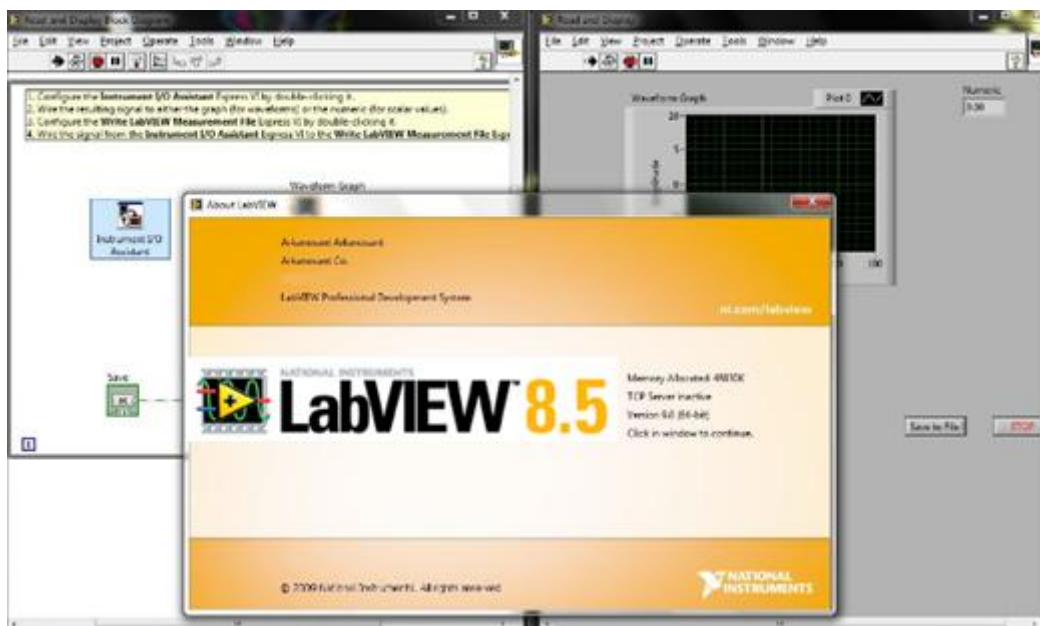 Read and Display Block Diagram
File Edit View Project Operate Tools Window Help
1. Configure the Instrument I/O Assistant Express VI by double-clicking it.
2. Wire the resulting signal to either the graph (for waveforms) or the numeric (for scalar values).
3. Configure the Write LabVIEW Measurement File Express VI by double-clicking it.
4. Wire the signal from the Instrument I/O Assistant Express VI to the Write LabVIEW Measurement File Expr
Waveform Graph
Instrument I/O
Assistant
Save
Read and Display
File Edit View Project Operate Tools Window Help
Waveform Graph
Plot 0
Numeric
0.00
Amplitude
100
Save to File
STOP
About LabVIEW
LabVIEW Professional Development System
ni.com/labview
NATIONAL INSTRUMENTS
LabVIEW 8.5
TCP Server inactive
Click in window to continue.
© 2009 National Instruments. All rights reserved.
NATIONAL
INSTRUMENTS